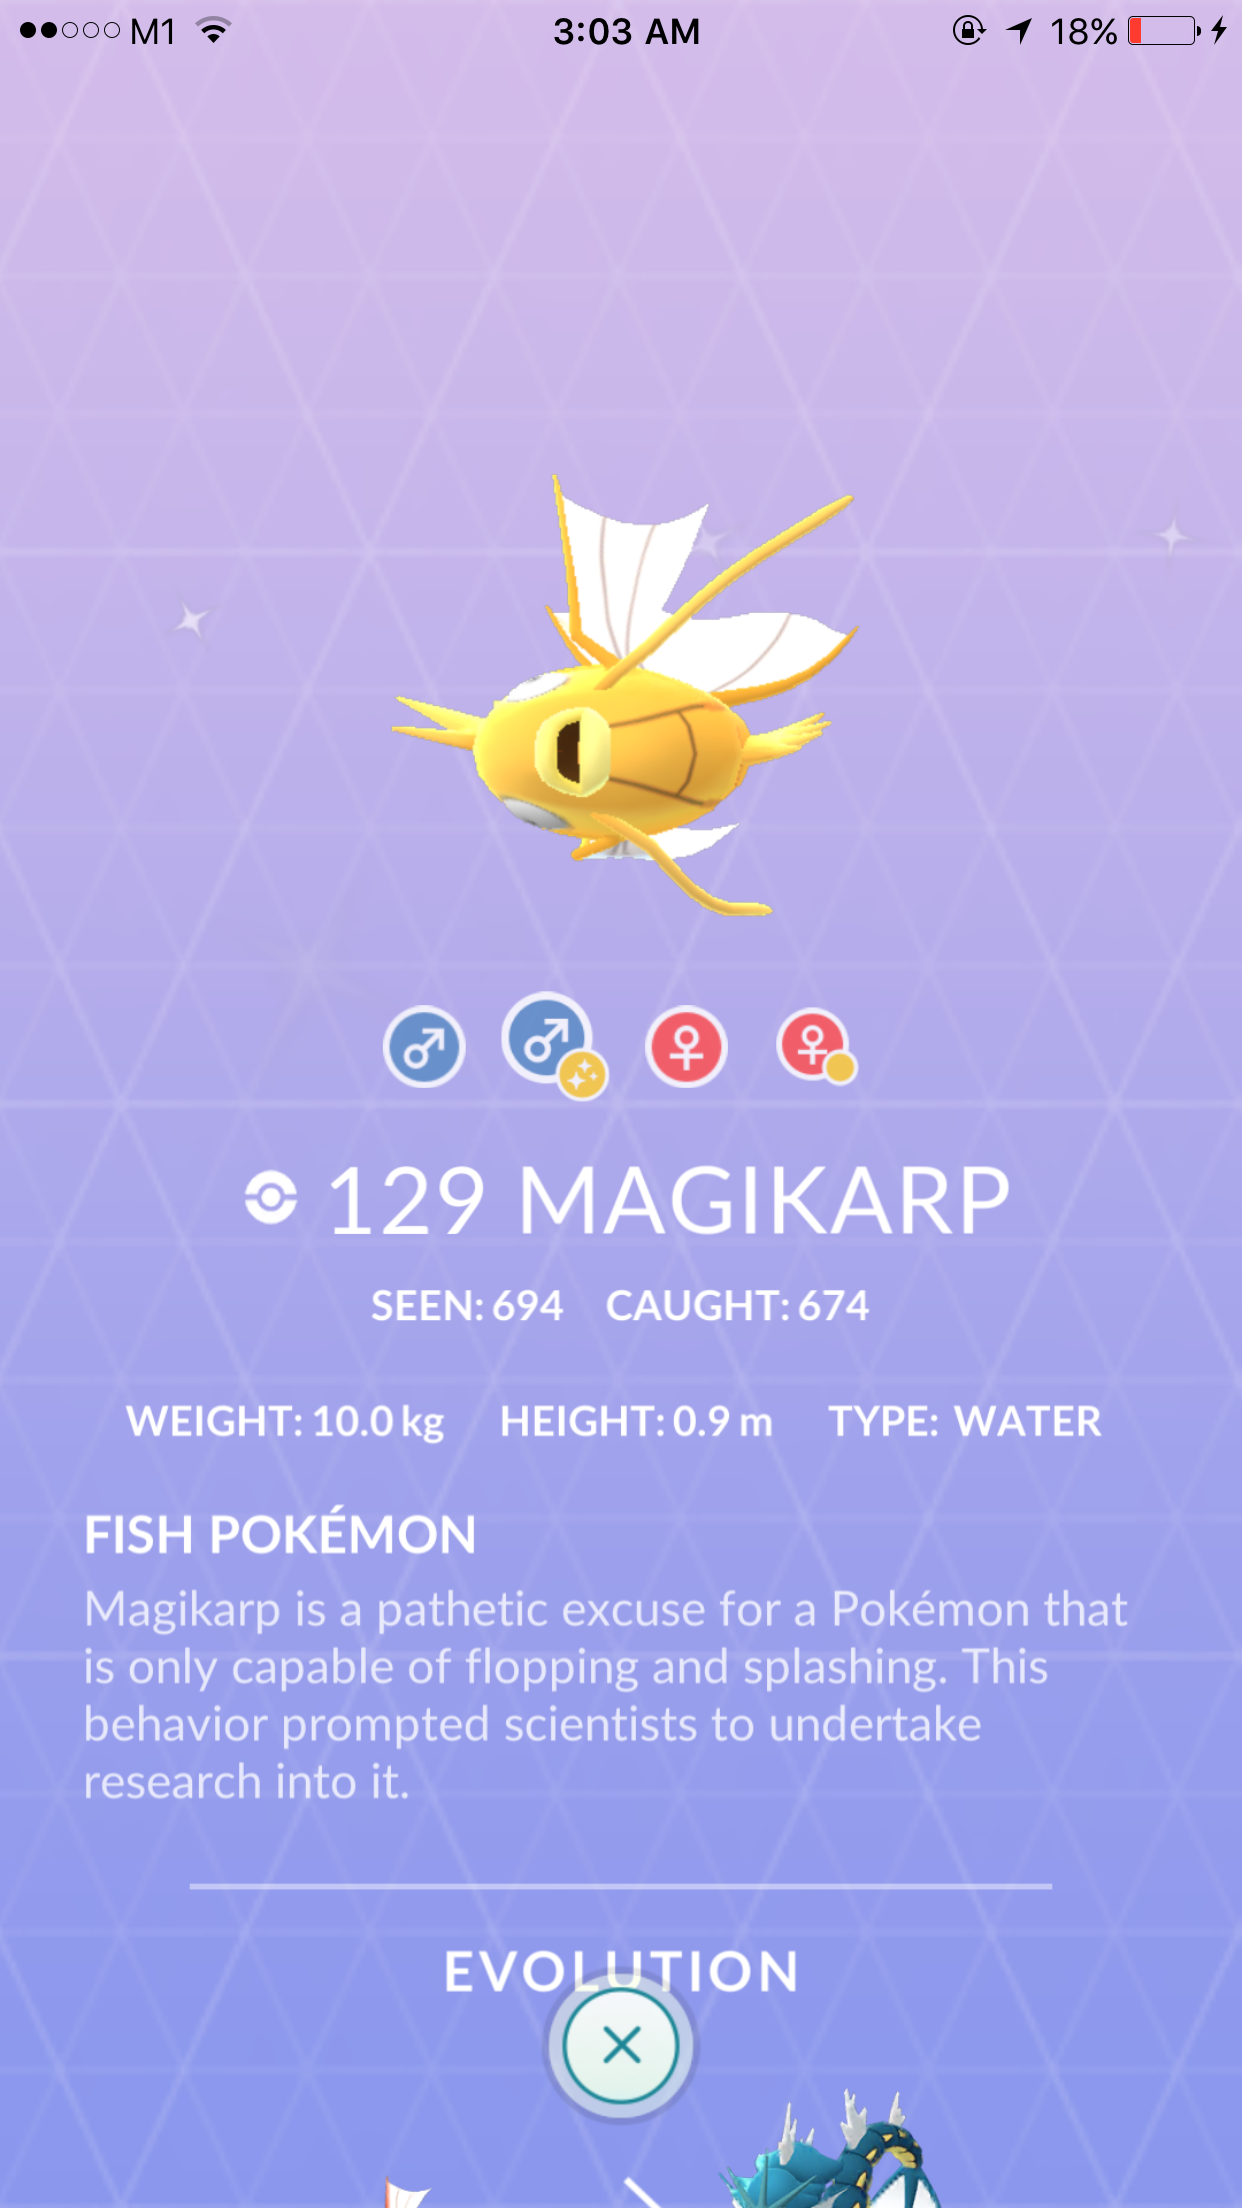 M1 3:03 AM 18%
129 MAGIKARP
SEEN: 694 CAUGHT: 674
WEIGHT: 10.0 kg HEIGHT: 0.9 m TYPE: WATER
FISH POKÉMON
Magikarp is a pathetic excuse for a Pokémon that
is only capable of flopping and splashing. This
behavior prompted scientists to undertake
research into it.
EVOLUTION